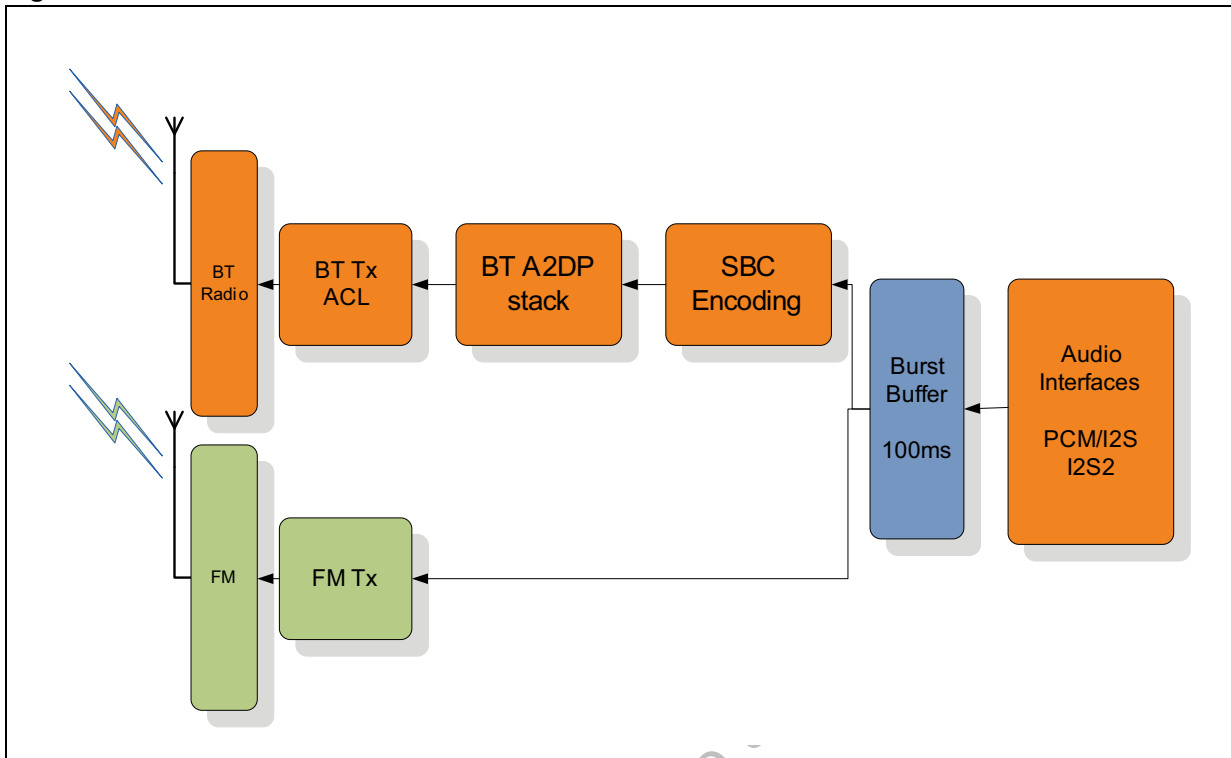 BT
Radio
BT Tx
ACL
BT A2DP
stack
SBC
Encoding
Burst
Buffer
100ms
Audio
Interfaces
PCM/I2S
I2S2
FM
FM Tx